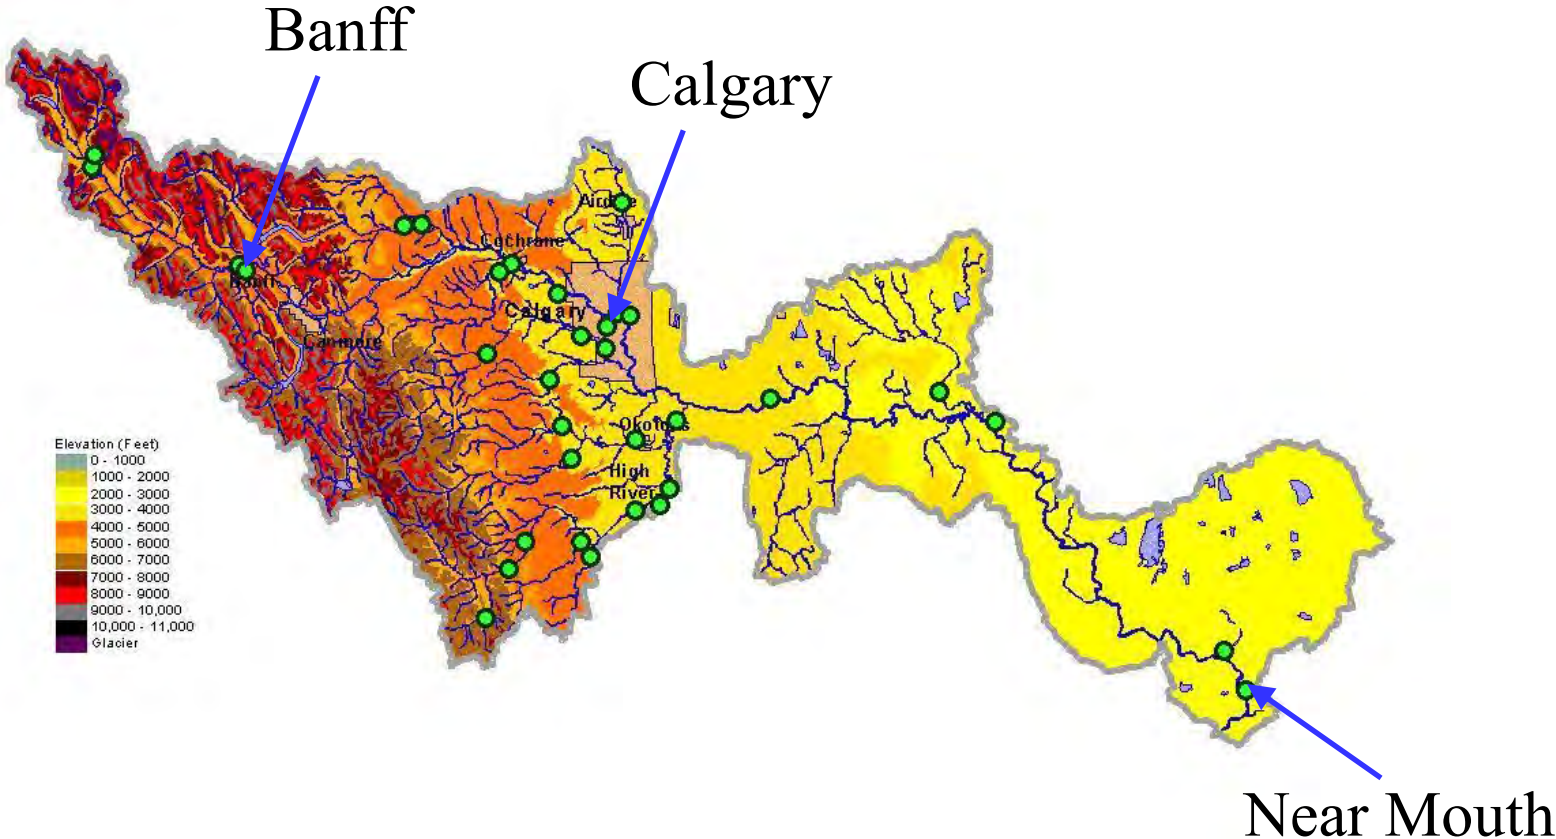 Banff
Calgary
Airdrie
Cochrane
Banff
Calgary
Canmore
Okotoks
High
River
Elevation (Feet)
0 - 1000
1000 - 2000
2000 - 3000
3000 - 4000
4000 - 5000
5000 - 6000
6000 - 7000
7000 - 8000
8000 - 9000
9000 - 10,000
10,000 - 11,000
Glacier
Near Mouth